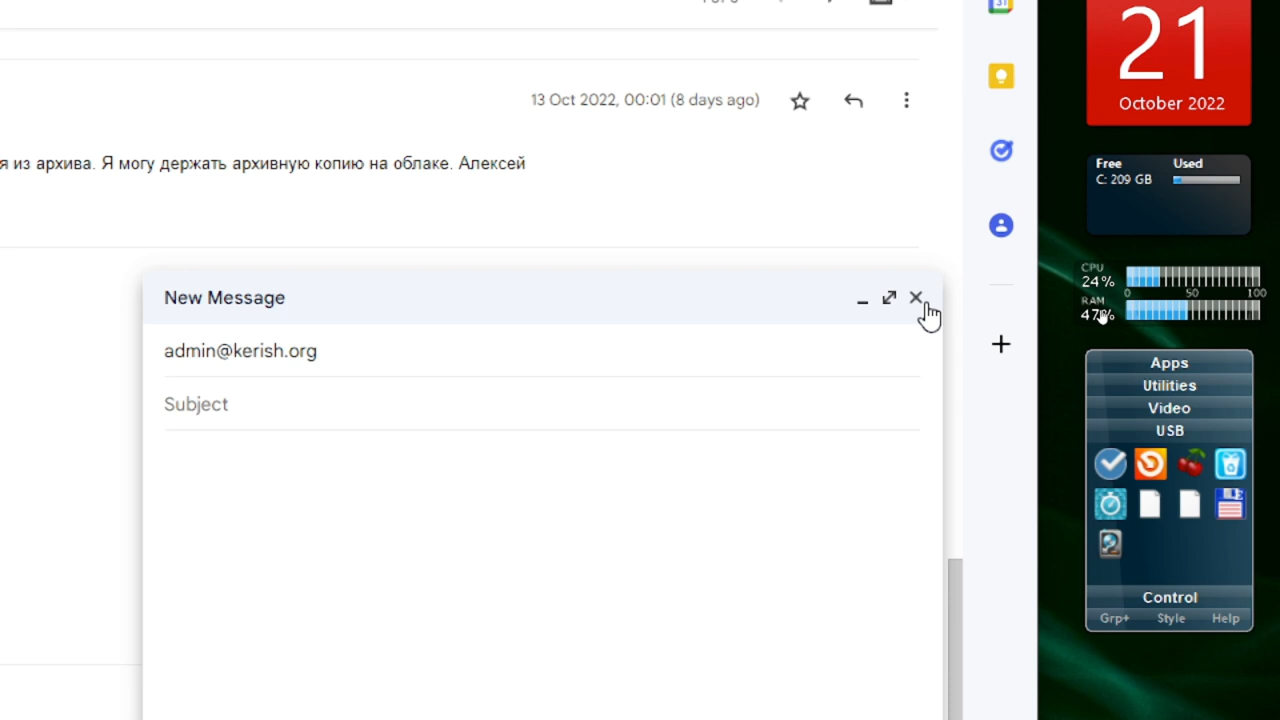 31
21
October 2022
13 Oct 2022, 00:01 (8 days ago)
я из архива. Я могу держать архивную копию на облаке. Алексей
Free Used
C: 209 GB
CPU
24%
0 50 100
RAM
47%
New Message
admin@kerish.org
Subject
Apps
Utilities
Video
USB
Control
Grp+ Style Help